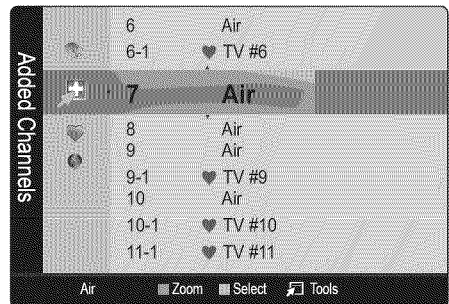 Added Channels
6 Air
6-1 ♥ TV #6
7 Air
8 Air
9 Air
9-1 ♥ TV #9
10 Air
10-1 ♥ TV #10
11-1 ♥ TV #11
Air Zoom Select Tools